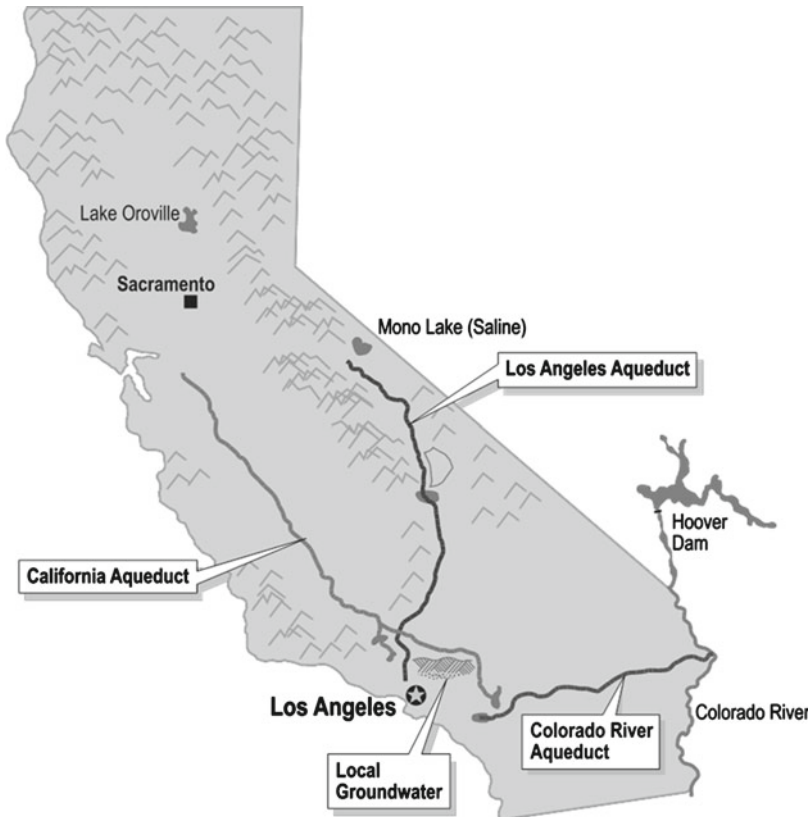 Lake Oroville
Sacramento
Mono Lake (Saline)
Los Angeles Aqueduct
Hoover
Dam
California Aqueduct
Los Angeles
Colorado River
Colorado River
Aqueduct
Local
Groundwater